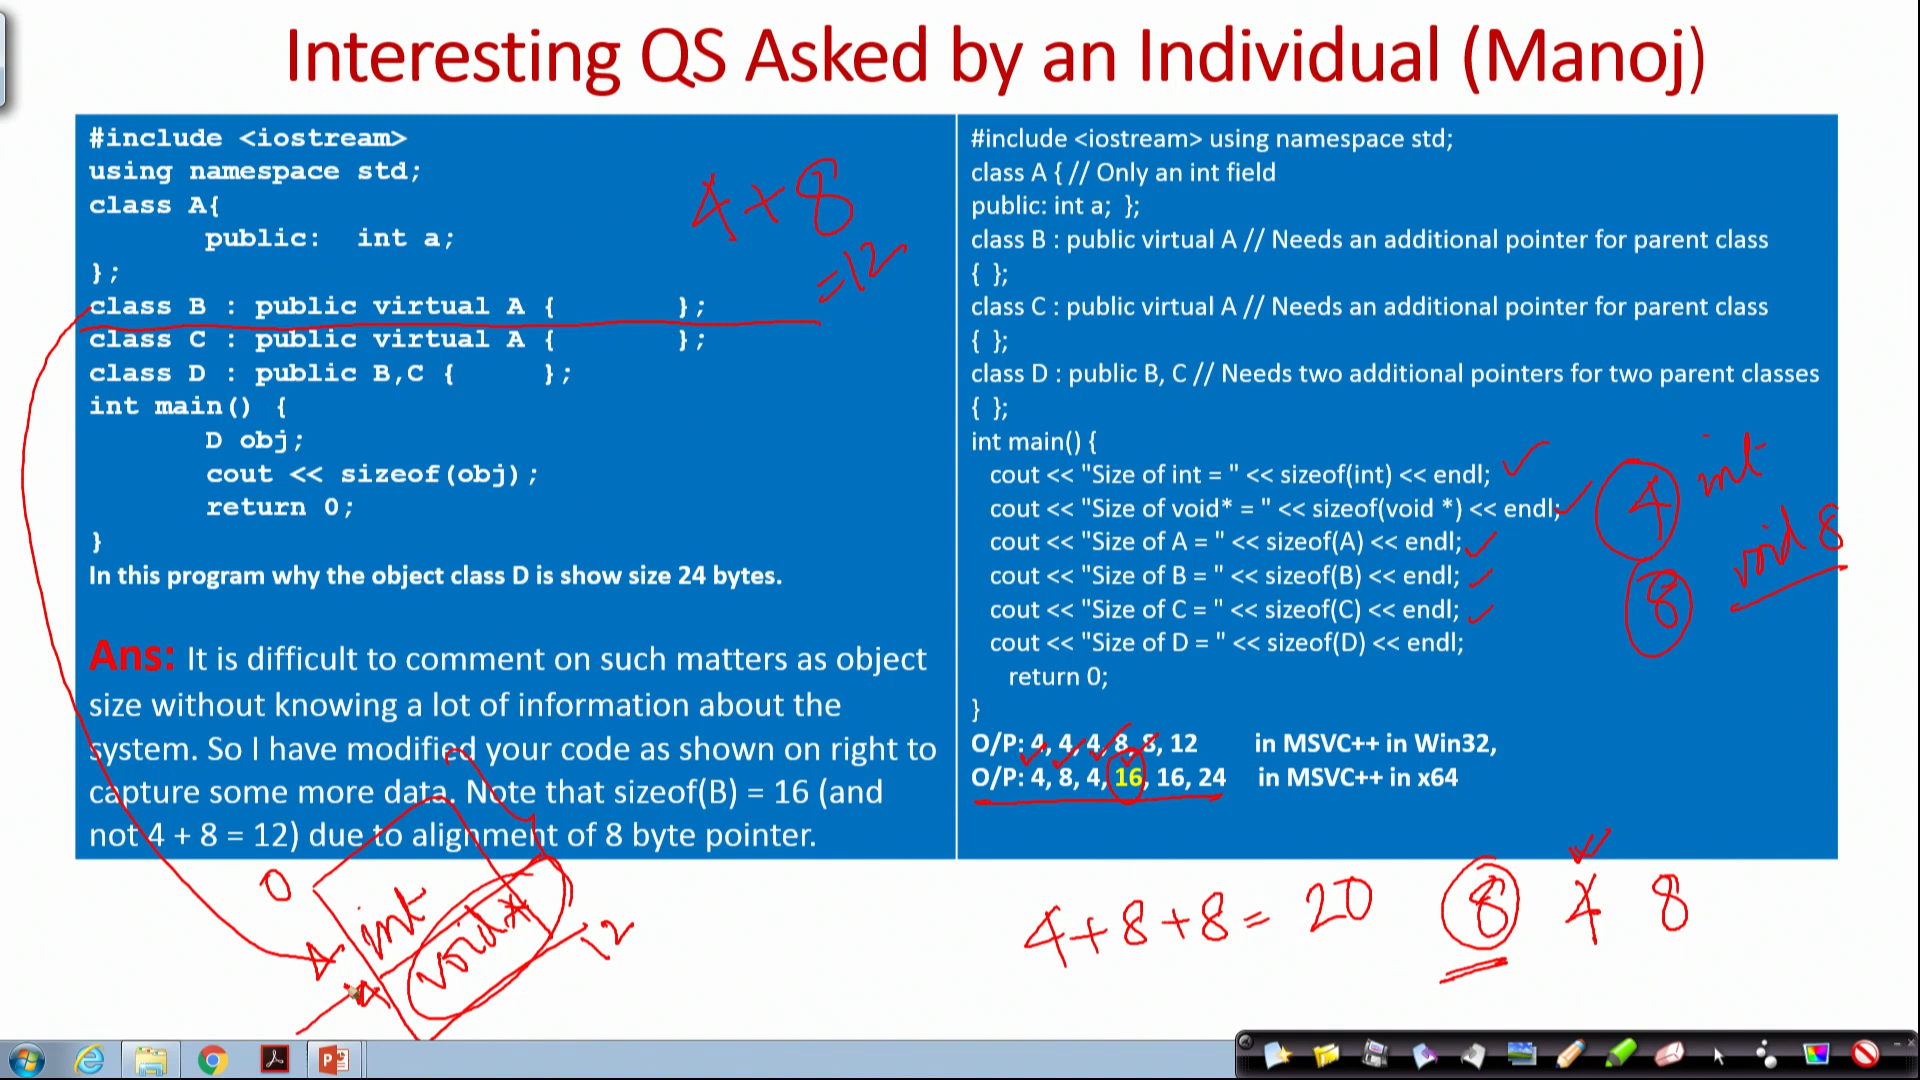 Interesting QS Asked by an Individual (Manoj)
#include <iostream>
using namespace std;
class A{
public: int a;
};
class B : public virtual A { };
class C : public virtual A { };
class D : public B,C { };
int main() {
D obj;
cout << sizeof(obj);
return 0;
}
In this program why the object class D is show size 24 bytes.
Ans: It is difficult to comment on such matters as object
size without knowing a lot of information about the
system. So I have modified your code as shown on right to
capture some more data. Note that sizeof(B) = 16 (and
not 4 + 8 = 12) due to alignment of 8 byte pointer.
4+8
=12
#include <iostream> using namespace std;
class A { // Only an int field
public: int a; };
class B : public virtual A // Needs an additional pointer for parent class
{ };
class C : public virtual A // Needs an additional pointer for parent class
{ };
class D : public B, C // Needs two additional pointers for two parent classes
{ };
int main() {
cout << "Size of int = " << sizeof(int) << endl;
cout << "Size of void* = " << sizeof(void *) << endl;
cout << "Size of A = " << sizeof(A) << endl;
cout << "Size of B = " << sizeof(B) << endl;
cout << "Size of C = " << sizeof(C) << endl;
cout << "Size of D = " << sizeof(D) << endl;
return 0;
}
O/P: 4, 4, 4, 8, 8, 12 in MSVC++ in Win32,
O/P: 4, 8, 4, 16, 16, 24 in MSVC++ in x64
4 int
8 void 8
0
4 int
void*
12
4+8+8= 20 8 4 8